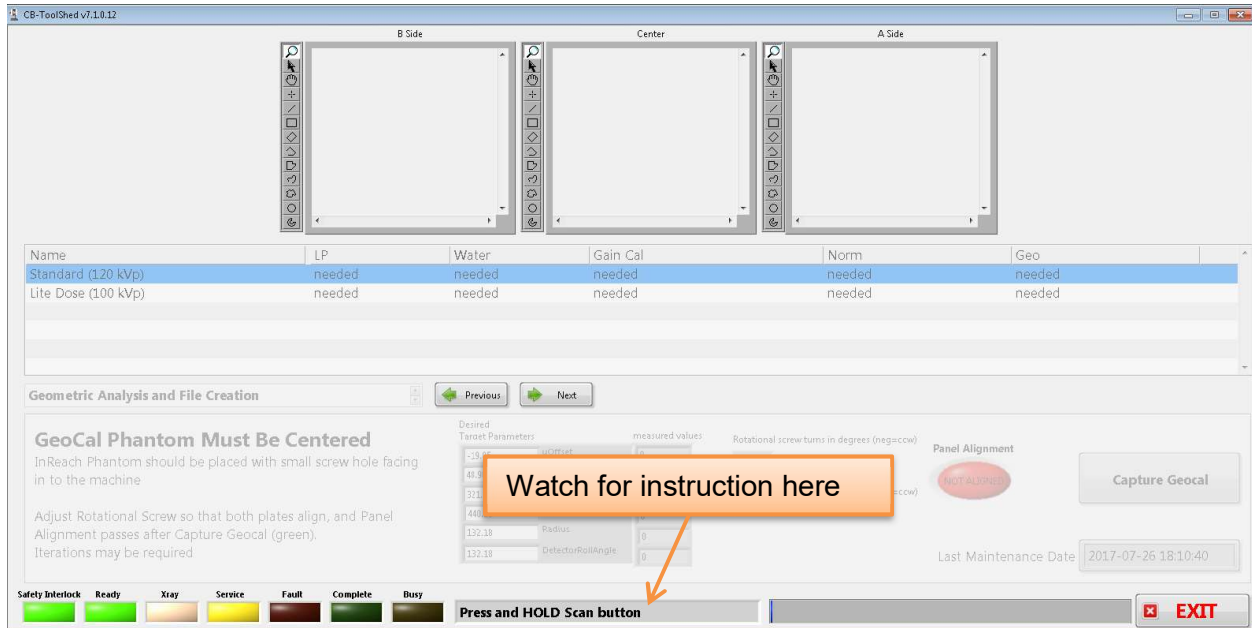 CB-ToolShed v7.1.0.12
B Side
Center
A Side
Name LP Water Gain Cal Norm Geo
Standard (120 kVp) needed needed needed needed needed
Lite Dose (100 kVp) needed needed needed needed needed
Geometric Analysis and File Creation
Previous
Next
GeoCal Phantom Must Be Centered
InReach Phantom should be placed with small screw hole facing
in to the machine
Adjust Rotational Screw so that both plates align, and Panel
Alignment passes after Capture Geocal (green).
Iterations may be required
Desired
Target Parameters
measured values
Rotational screw turns in degrees (neg=ccw)
Watch for instruction here
Radius
132.18
0
132.18
DetectorRollAngle
0
Panel Alignment
NOT ALIGNED
Capture Geocal
Last Maintenance Date 2017-07-26 18:10:40
Safety Interlock Ready Xray Service Fault Complete Busy
Press and HOLD Scan button
EXIT